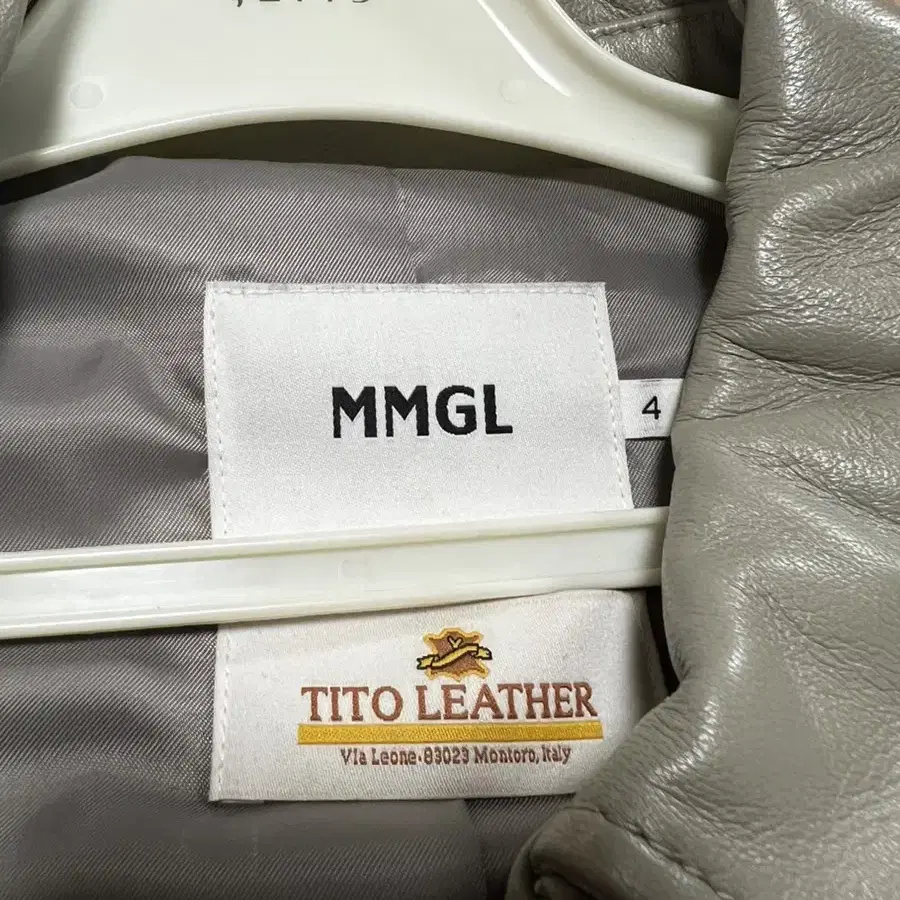 MMGL
4
TITO LEATHER
Via Leone·83023 Montoro, Italy